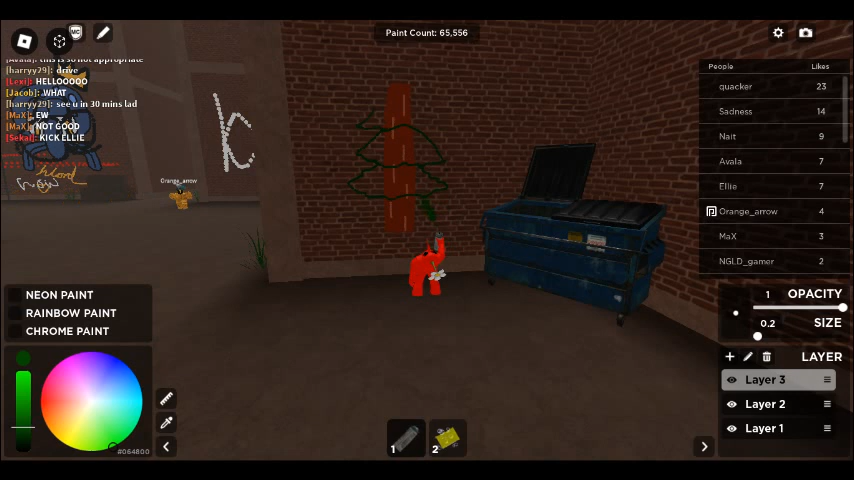 MC
Paint Count: 65,556
[Avala]: this is so not appropriate
[harryy29]: drive
[Lexi]: HELLOOOOO
[Jacob]: WHAT
[harryy29]: see u in 30 mins lad
[MaX]: EW
[MaX]: NOT GOOD
[Sekai]: KICK ELLIE
Orange_arrow
People Likes
quacker 23
Sadness 14
Nait 9
Avala 7
Ellie 7
Orange_arrow 4
MaX 3
NGLD_gamer 2
NEON PAINT
RAINBOW PAINT
CHROME PAINT
#064800
1 2
1 OPACITY
0.2 SIZE
LAYER
Layer 3
Layer 2
Layer 1